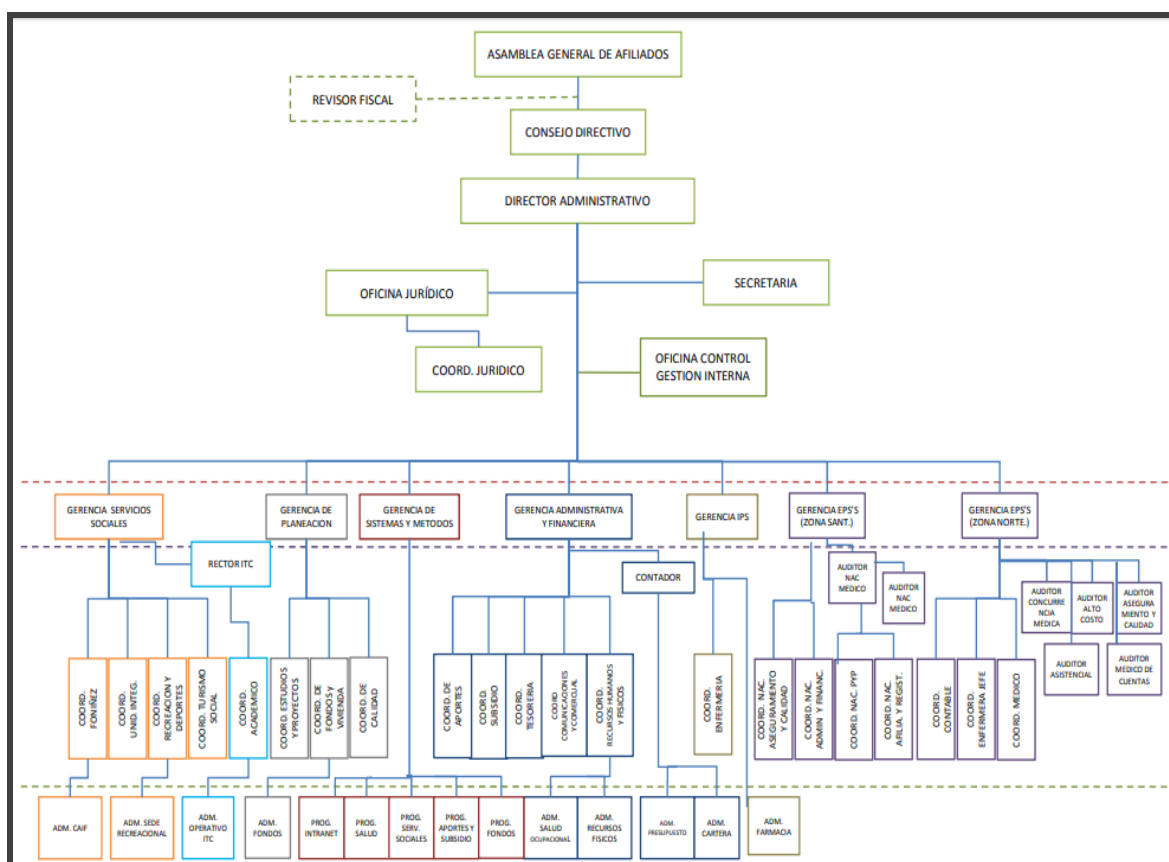 ASAMBLEA GENERAL DE AFILIADOS
REVISOR FISCAL
CONSEJO DIRECTIVO
DIRECTOR ADMINISTRATIVO
OFICINA JURÍDICO
SECRETARIA
COORD. JURIDICO
OFICINA CONTROL
GESTION INTERNA
GERENCIA SERVICIOS
SOCIALES
GERENCIA
DE PLANEACION
GERENCIA DE
SISTEMAS Y METODOS
GERENCIA ADMINISTRATIVA
Y FINANCIERA
GERENCIA IPS
GERENCIA EPS'S
(ZONA SANT.)
GERENCIA EPS'S
(ZONA NORTE.)
RECTOR ITC
CONTADOR
AUDITOR
NAC
MEDICO
AUDITOR
NAC
MEDICO
AUDITOR
CONCURRE
NCIA
MEDICA
AUDITOR
ALTO
COSTO
AUDITOR
ASEGURA
MIENTO Y
CALIDAD
AUDITOR
ASISTENCIAL
AUDITOR
MEDICO DE
CUENTAS
COORD.
FONIÑEZ
COORD.
UNID. INTEG.
COORD.
RECREACION Y
DEPORTES
COORD. TURISMO
SOCIAL
COORD.
ACADEMICO
COORD. ESTUDIOS
Y PROYECTOS
COORD. DE
FONDOS y
VIVIENDA
COORD. DE
CALIDAD
COORD. DE
APORTES
COORD.
SUBSIDIO
COORD.
TESORERIA
COORD
COMUNICACIONES
Y COMERCIAL
COORD.
RECURSOS HUMANOS
Y FISICOS
COORD.
ENFERMERIA
COORD. NAC.
ASEGURAMIENTO
Y CALIDAD
COORD. NAC.
ADMIN Y FINANC.
COORD. NAC. PYP
COORD. NAC.
AFILIA. Y REGIST.
COORD.
CONTABLE
COORD.
ENFERMERA JEFE
COORD. MEDICO
ADM. CAIF
ADM. SEDE
RECREACIONAL
ADM.
OPERATIVO
ITC
ADM.
FONDOS
PROG.
INTRANET
PROG.
SALUD
PROG.
SERV.
SOCIALES
PROG.
APORTES Y
SUBSIDIO
PROG.
FONDOS
ADM.
SALUD
OCUPACIONAL
ADM.
RECURSOS
FISICOS
ADM.
PRESUPUESTO
ADM.
CARTERA
ADM.
FARMACIA